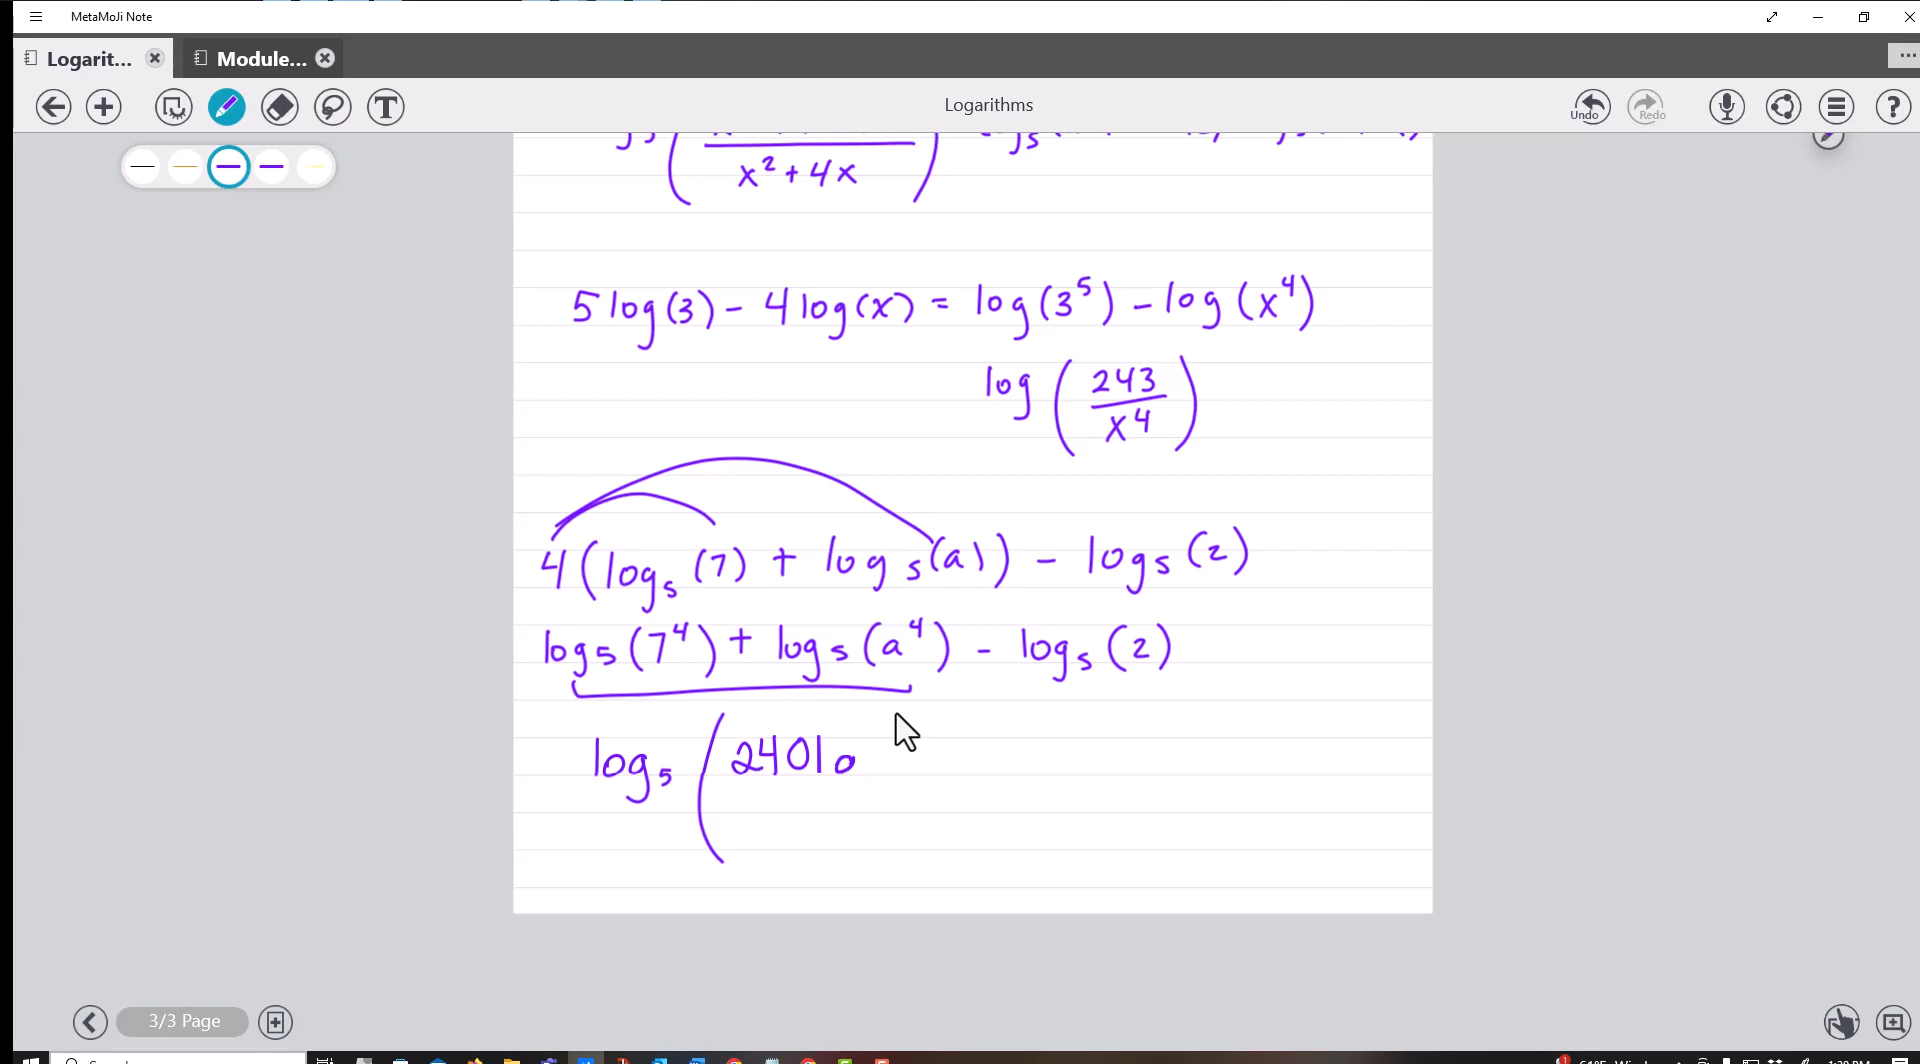 MetaMoJi Note
Logarit... Module...
Logarithms
Undo Redo
x² + 4x
5 log(3) - 4 log(x) = log(3⁵) - log(x⁴)
log(243/x⁴)
4(log₅(7) + log₅(a)) - log₅(2)
log₅(7⁴) + log₅(a⁴) - log₅(2)
log₅(2401
3/3 Page